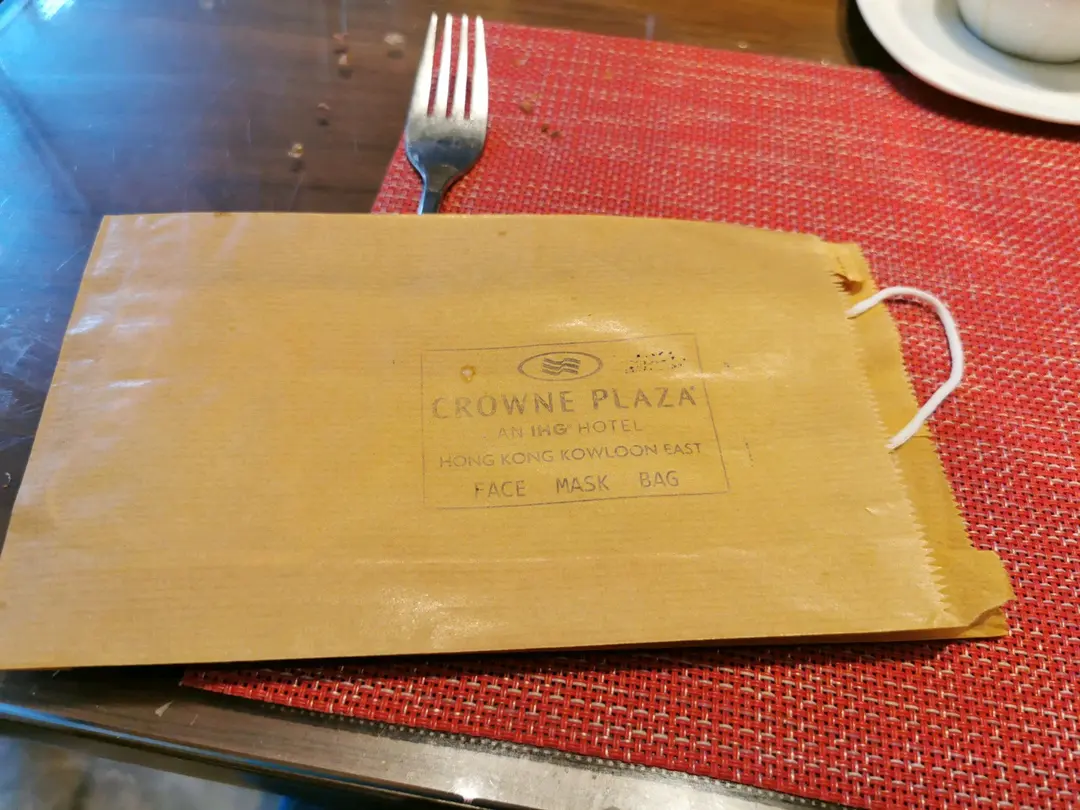 CROWNE PLAZA
AN IHG® HOTEL
HONG KONG KOWLOON EAST
FACE MASK BAG